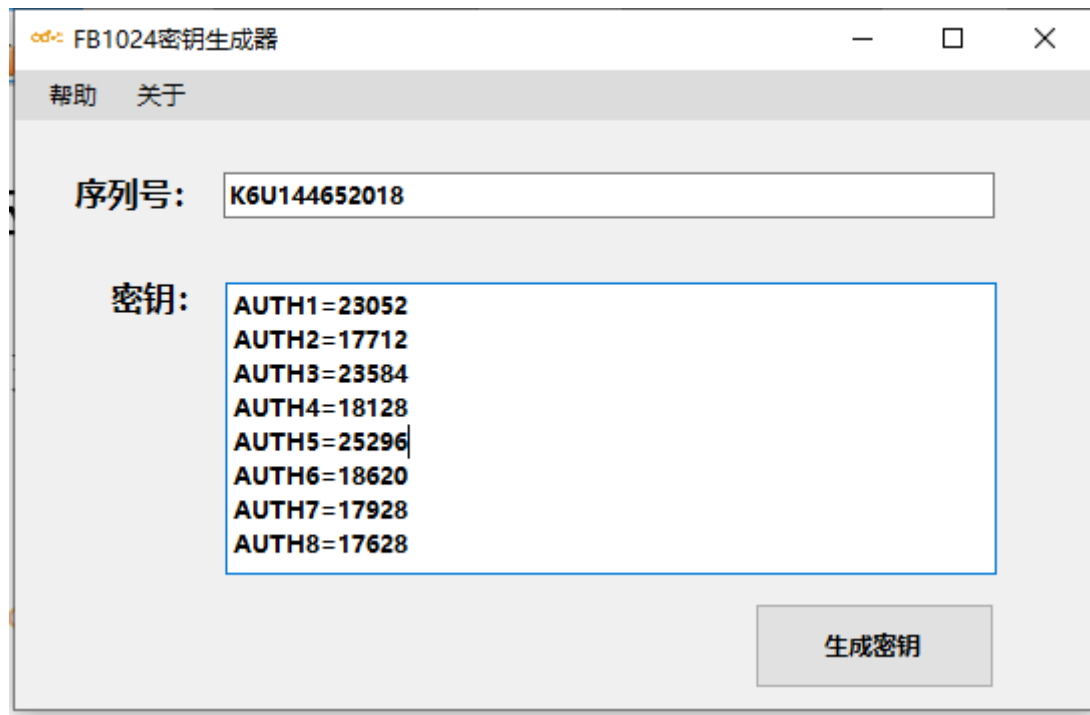 FB1024密钥生成器
帮助 关于
序列号： K6U144652018
密钥：
AUTH1=23052
AUTH2=17712
AUTH3=23584
AUTH4=18128
AUTH5=25296
AUTH6=18620
AUTH7=17928
AUTH8=17628
生成密钥